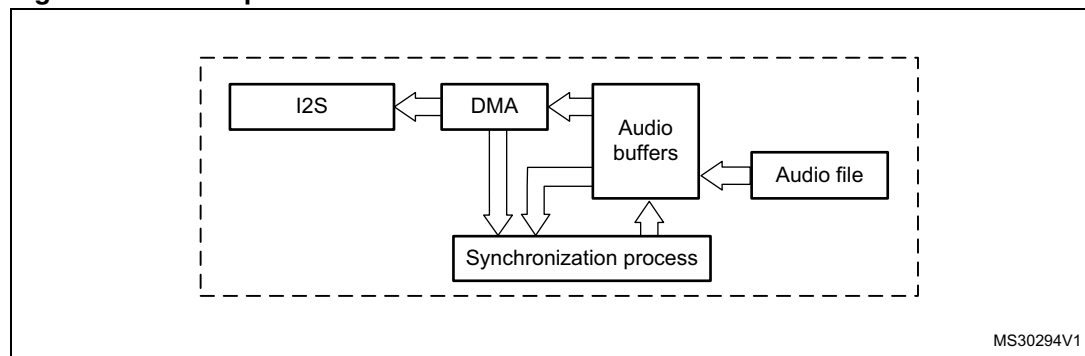 I2S
DMA
Audio
buffers
Audio file
Synchronization process
MS30294V1